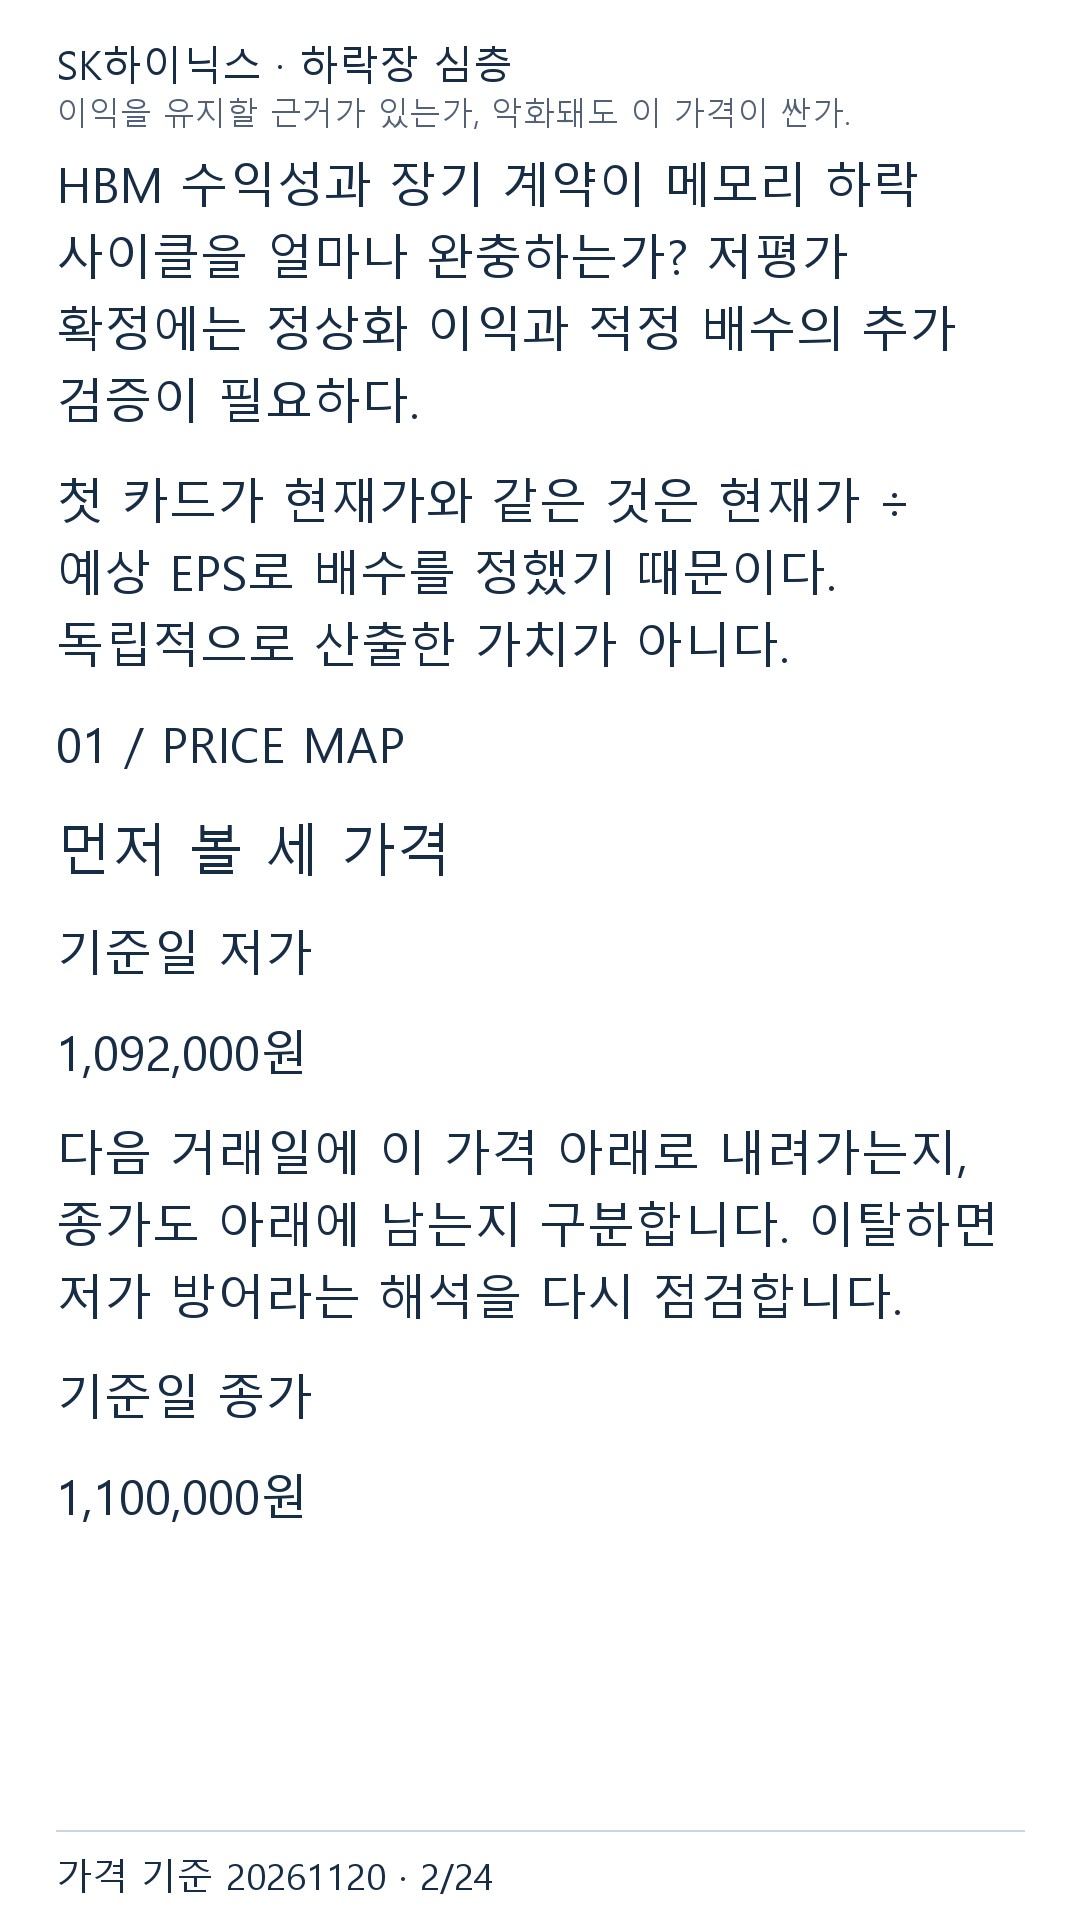 SK하이닉스 · 하락장 심층
이익을 유지할 근거가 있는가, 악화돼도 이 가격이 싼가.
HBM 수익성과 장기 계약이 메모리 하락
사이클을 얼마나 완충하는가? 저평가
확정에는 정상화 이익과 적정 배수의 추가
검증이 필요하다.
첫 카드가 현재가와 같은 것은 현재가 ÷
예상 EPS로 배수를 정했기 때문이다.
독립적으로 산출한 가치가 아니다.
01 / PRICE MAP
먼저 볼 세 가격
기준일 저가
1,092,000원
다음 거래일에 이 가격 아래로 내려가는지,
종가도 아래에 남는지 구분합니다. 이탈하면
저가 방어라는 해석을 다시 점검합니다.
기준일 종가
1,100,000원
가격 기준 20261120 · 2/24